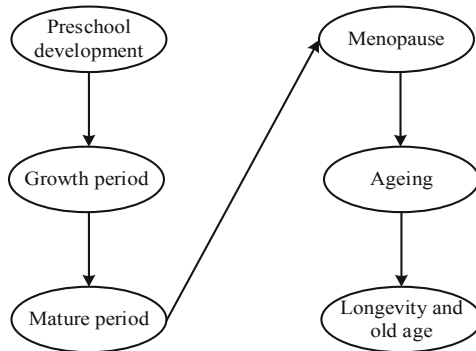 Preschool
development
Growth period
Mature period
Menopause
Ageing
Longevity and
old age